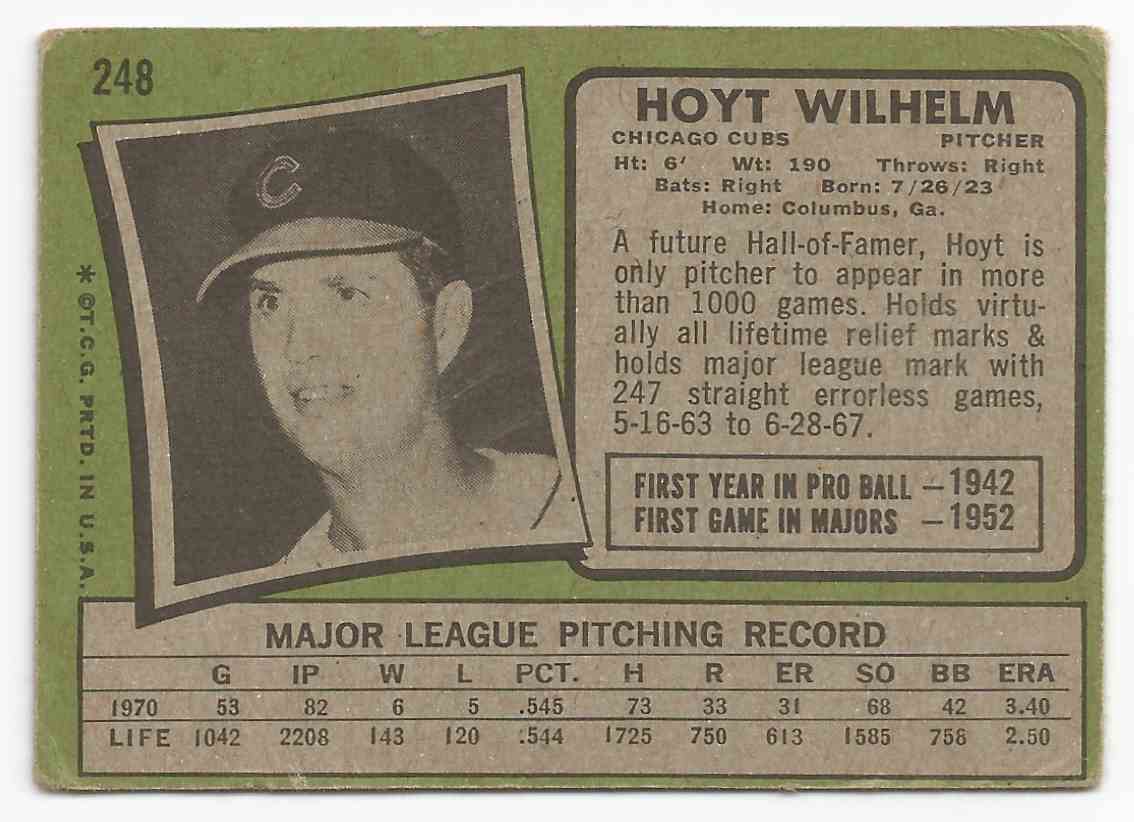 248
C
* ©T.C.G. PRTD. IN U.S.A.
HOYT WILHELM
CHICAGO CUBS PITCHER
Ht: 6' Wt: 190 Throws: Right
Bats: Right Born: 7/26/23
Home: Columbus, Ga.
A future Hall-of-Famer, Hoyt is
only pitcher to appear in more
than 1000 games. Holds virtu-
ally all lifetime relief marks &
holds major league mark with
247 straight errorless games,
5-16-63 to 6-28-67.
FIRST YEAR IN PRO BALL —1942
FIRST GAME IN MAJORS —1952
MAJOR LEAGUE PITCHING RECORD
G IP W L PCT. H R ER SO BB ERA
1970 53 82 6 5 .545 73 33 31 68 42 3.40
LIFE 1042 2208 143 120 .544 1725 750 613 1585 758 2.50